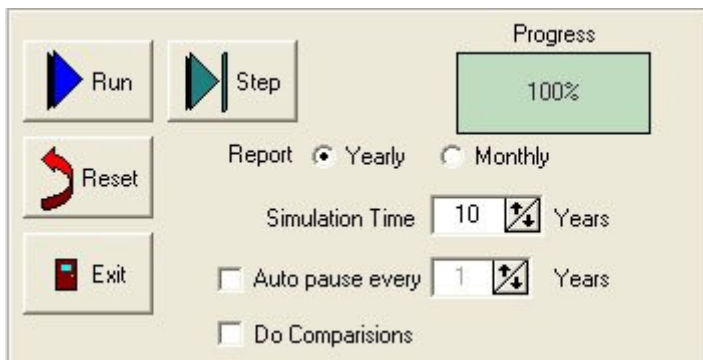 Progress
Run
Step
100%
Report Yearly Monthly
Reset
Simulation Time 10 Years
Exit
Auto pause every 1 Years
Do Comparisions